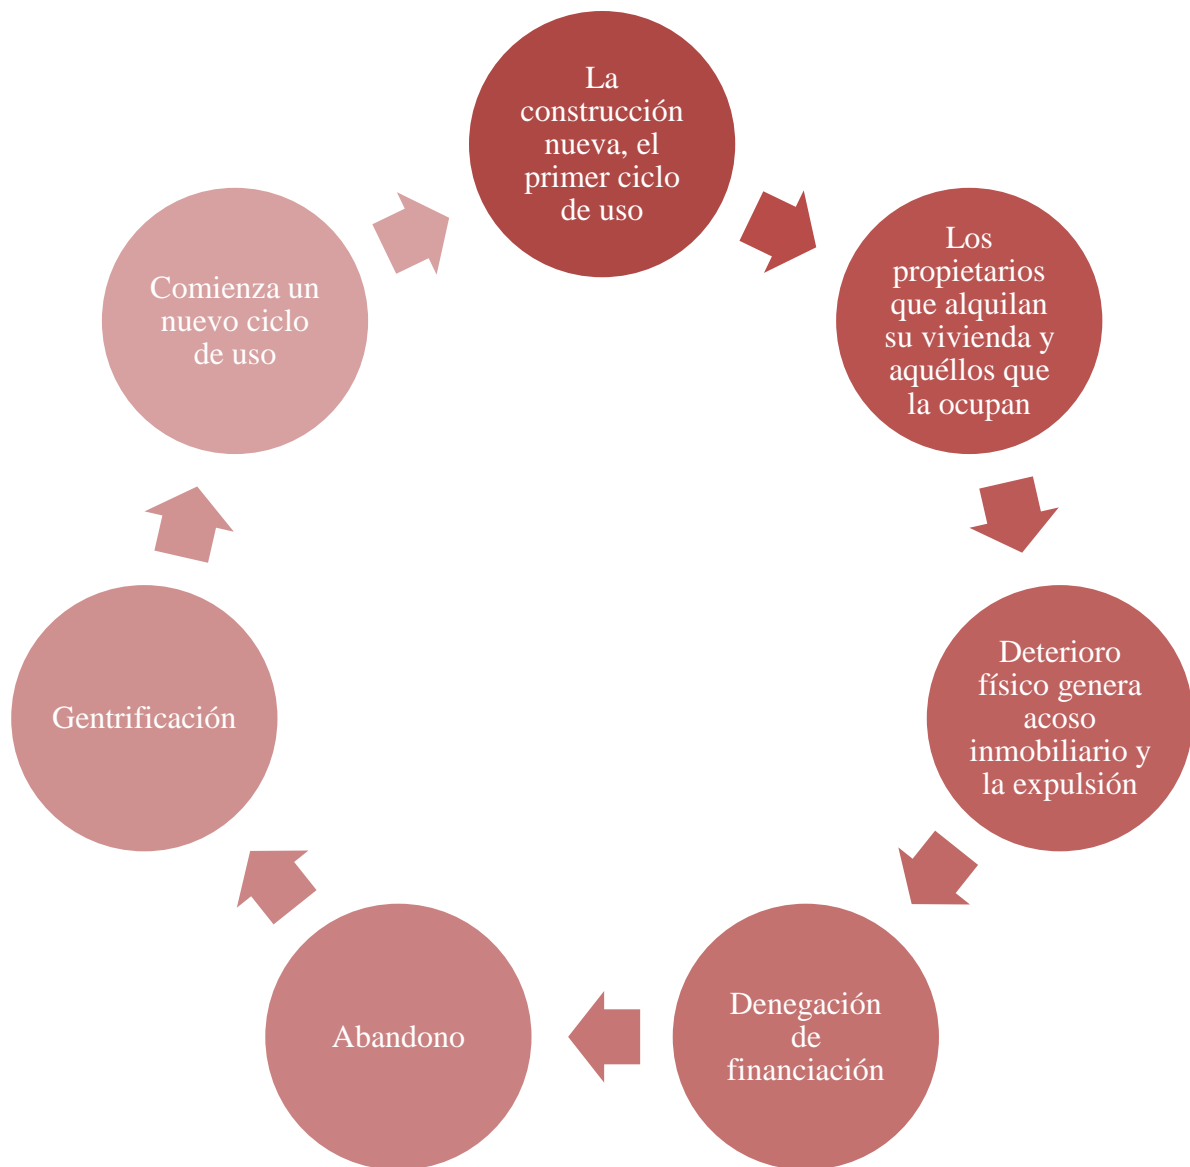 La
construcción
nueva, el
primer ciclo
de uso
Los
propietarios
que alquilan
su vivienda y
aquéllos que
la ocupan
Deterioro
físico genera
acoso
inmobiliario y
la expulsión
Denegación
de
financiación
Abandono
Gentrificación
Comienza un
nuevo ciclo
de uso